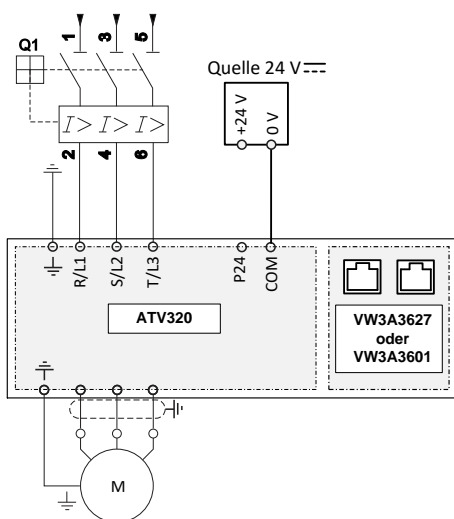 Q1
1
3
5
I>
I>
I>
2
4
6
Quelle 24 V
+24 V
0 V
R/L1
S/L2
T/L3
P24
COM
ATV320
VW3A3627
oder
VW3A3601
M